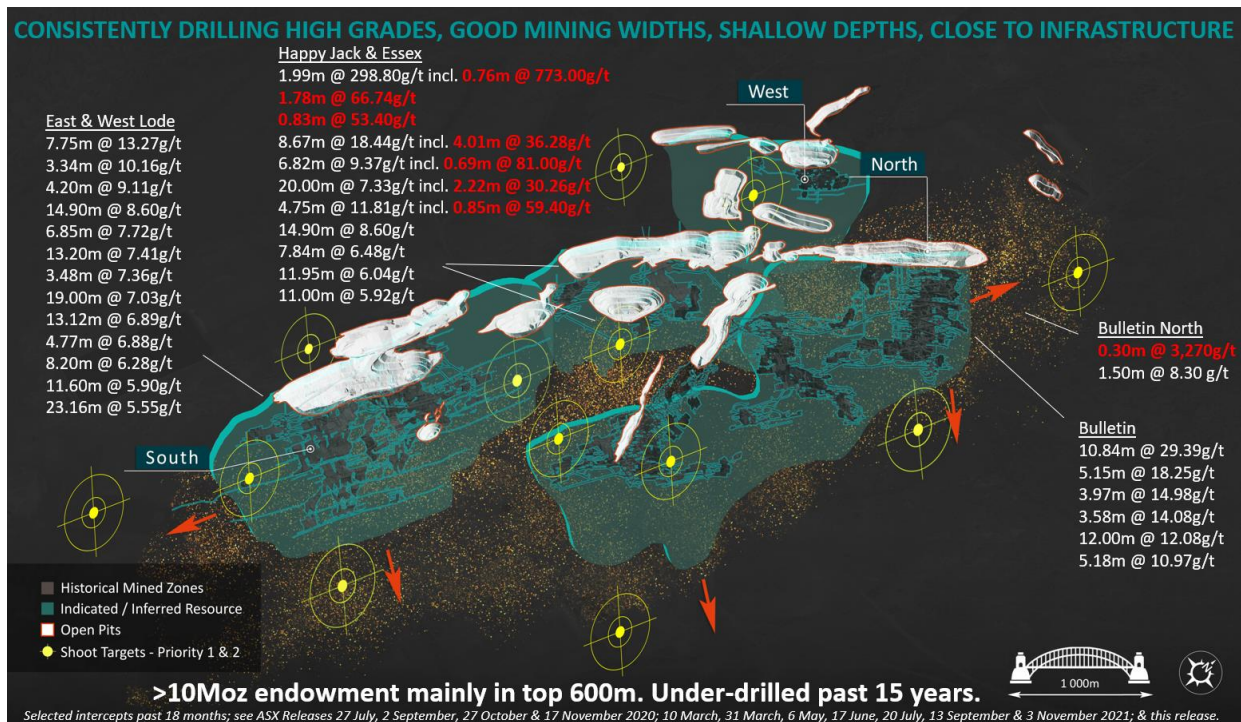 CONSISTENTLY DRILLING HIGH GRADES, GOOD MINING WIDTHS, SHALLOW DEPTHS, CLOSE TO INFRASTRUCTURE
Happy Jack & Essex
1.99m @ 298.80g/t incl. 0.76m @ 773.00g/t
1.78m @ 66.74g/t
0.83m @ 53.40g/t
8.67m @ 18.44g/t incl. 4.01m @ 36.28g/t
6.82m @ 9.37g/t incl. 0.69m @ 81.00g/t
20.00m @ 7.33g/t incl. 2.22m @ 30.26g/t
4.75m @ 11.81g/t incl. 0.85m @ 59.40g/t
14.90m @ 8.60g/t
7.84m @ 6.48g/t
11.95m @ 6.04g/t
11.00m @ 5.92g/t
East & West Lode
7.75m @ 13.27g/t
3.34m @ 10.16g/t
4.20m @ 9.11g/t
14.90m @ 8.60g/t
6.85m @ 7.72g/t
13.20m @ 7.41g/t
3.48m @ 7.36g/t
19.00m @ 7.03g/t
13.12m @ 6.89g/t
4.77m @ 6.88g/t
8.20m @ 6.28g/t
11.60m @ 5.90g/t
23.16m @ 5.55g/t
West
North
South
Bulletin North
0.30m @ 3,270g/t
1.50m @ 8.30 g/t
Bulletin
10.84m @ 29.39g/t
5.15m @ 18.25g/t
3.97m @ 14.98g/t
3.58m @ 14.08g/t
12.00m @ 12.08g/t
5.18m @ 10.97g/t
Historical Mined Zones
Indicated / Inferred Resource
Open Pits
Shoot Targets - Priority 1 & 2
1 000m
>10Moz endowment mainly in top 600m. Under-drilled past 15 years.
Selected intercepts past 18 months; see ASX Releases 27 July, 2 September, 27 October & 17 November 2020; 10 March, 31 March, 6 May, 17 June, 20 July, 13 September & 3 November 2021; & this release.